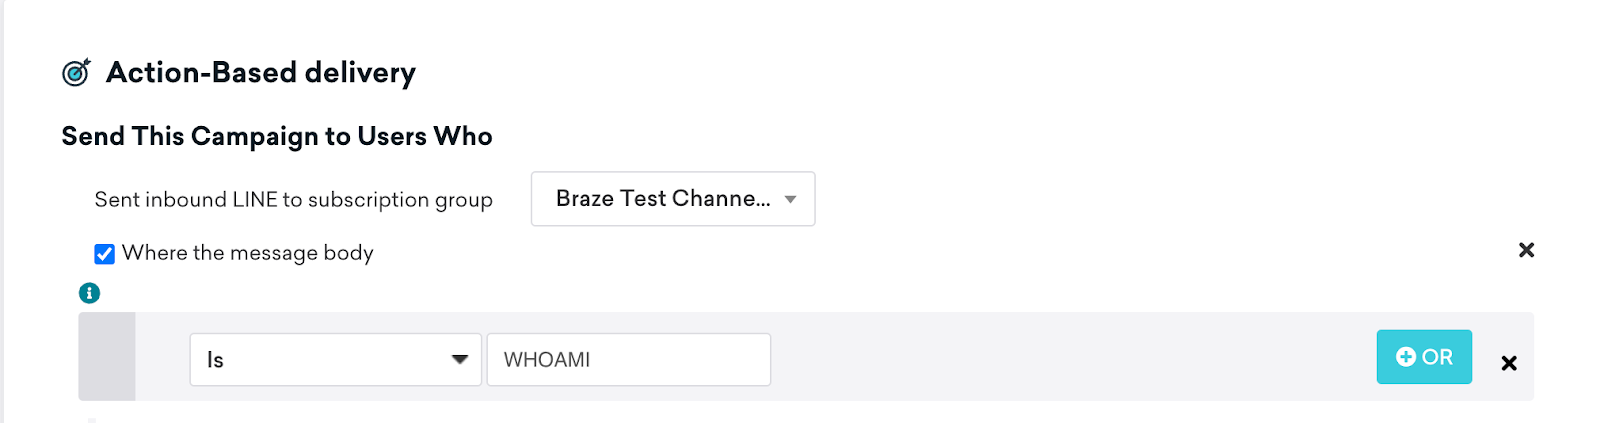 Action-Based delivery
Send This Campaign to Users Who
Sent inbound LINE to subscription group Braze Test Channe...
Where the message body
Is WHOAMI OR